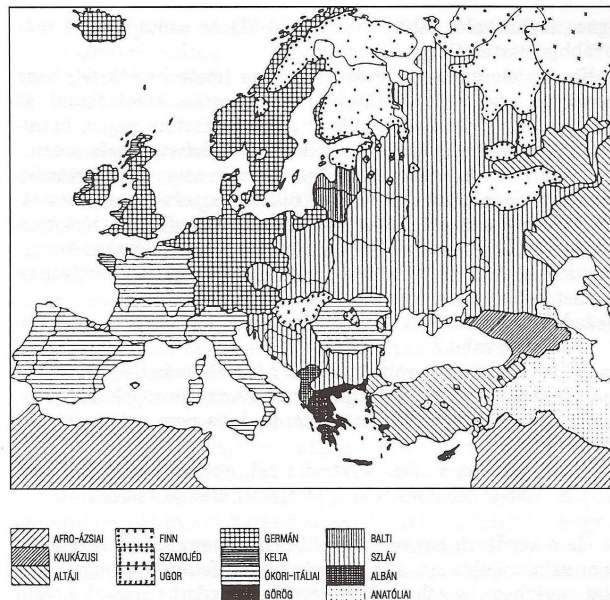 AFRO-ÁZSIAI
KAUKÁZUSI
ALTÁJI
FINN
SZAMOJÉD
UGOR
GERMÁN
KELTA
ÓKORI-ITÁLIAI
GÖRÖG
BALTI
SZLÁV
ALBÁN
ANATÓLIAI